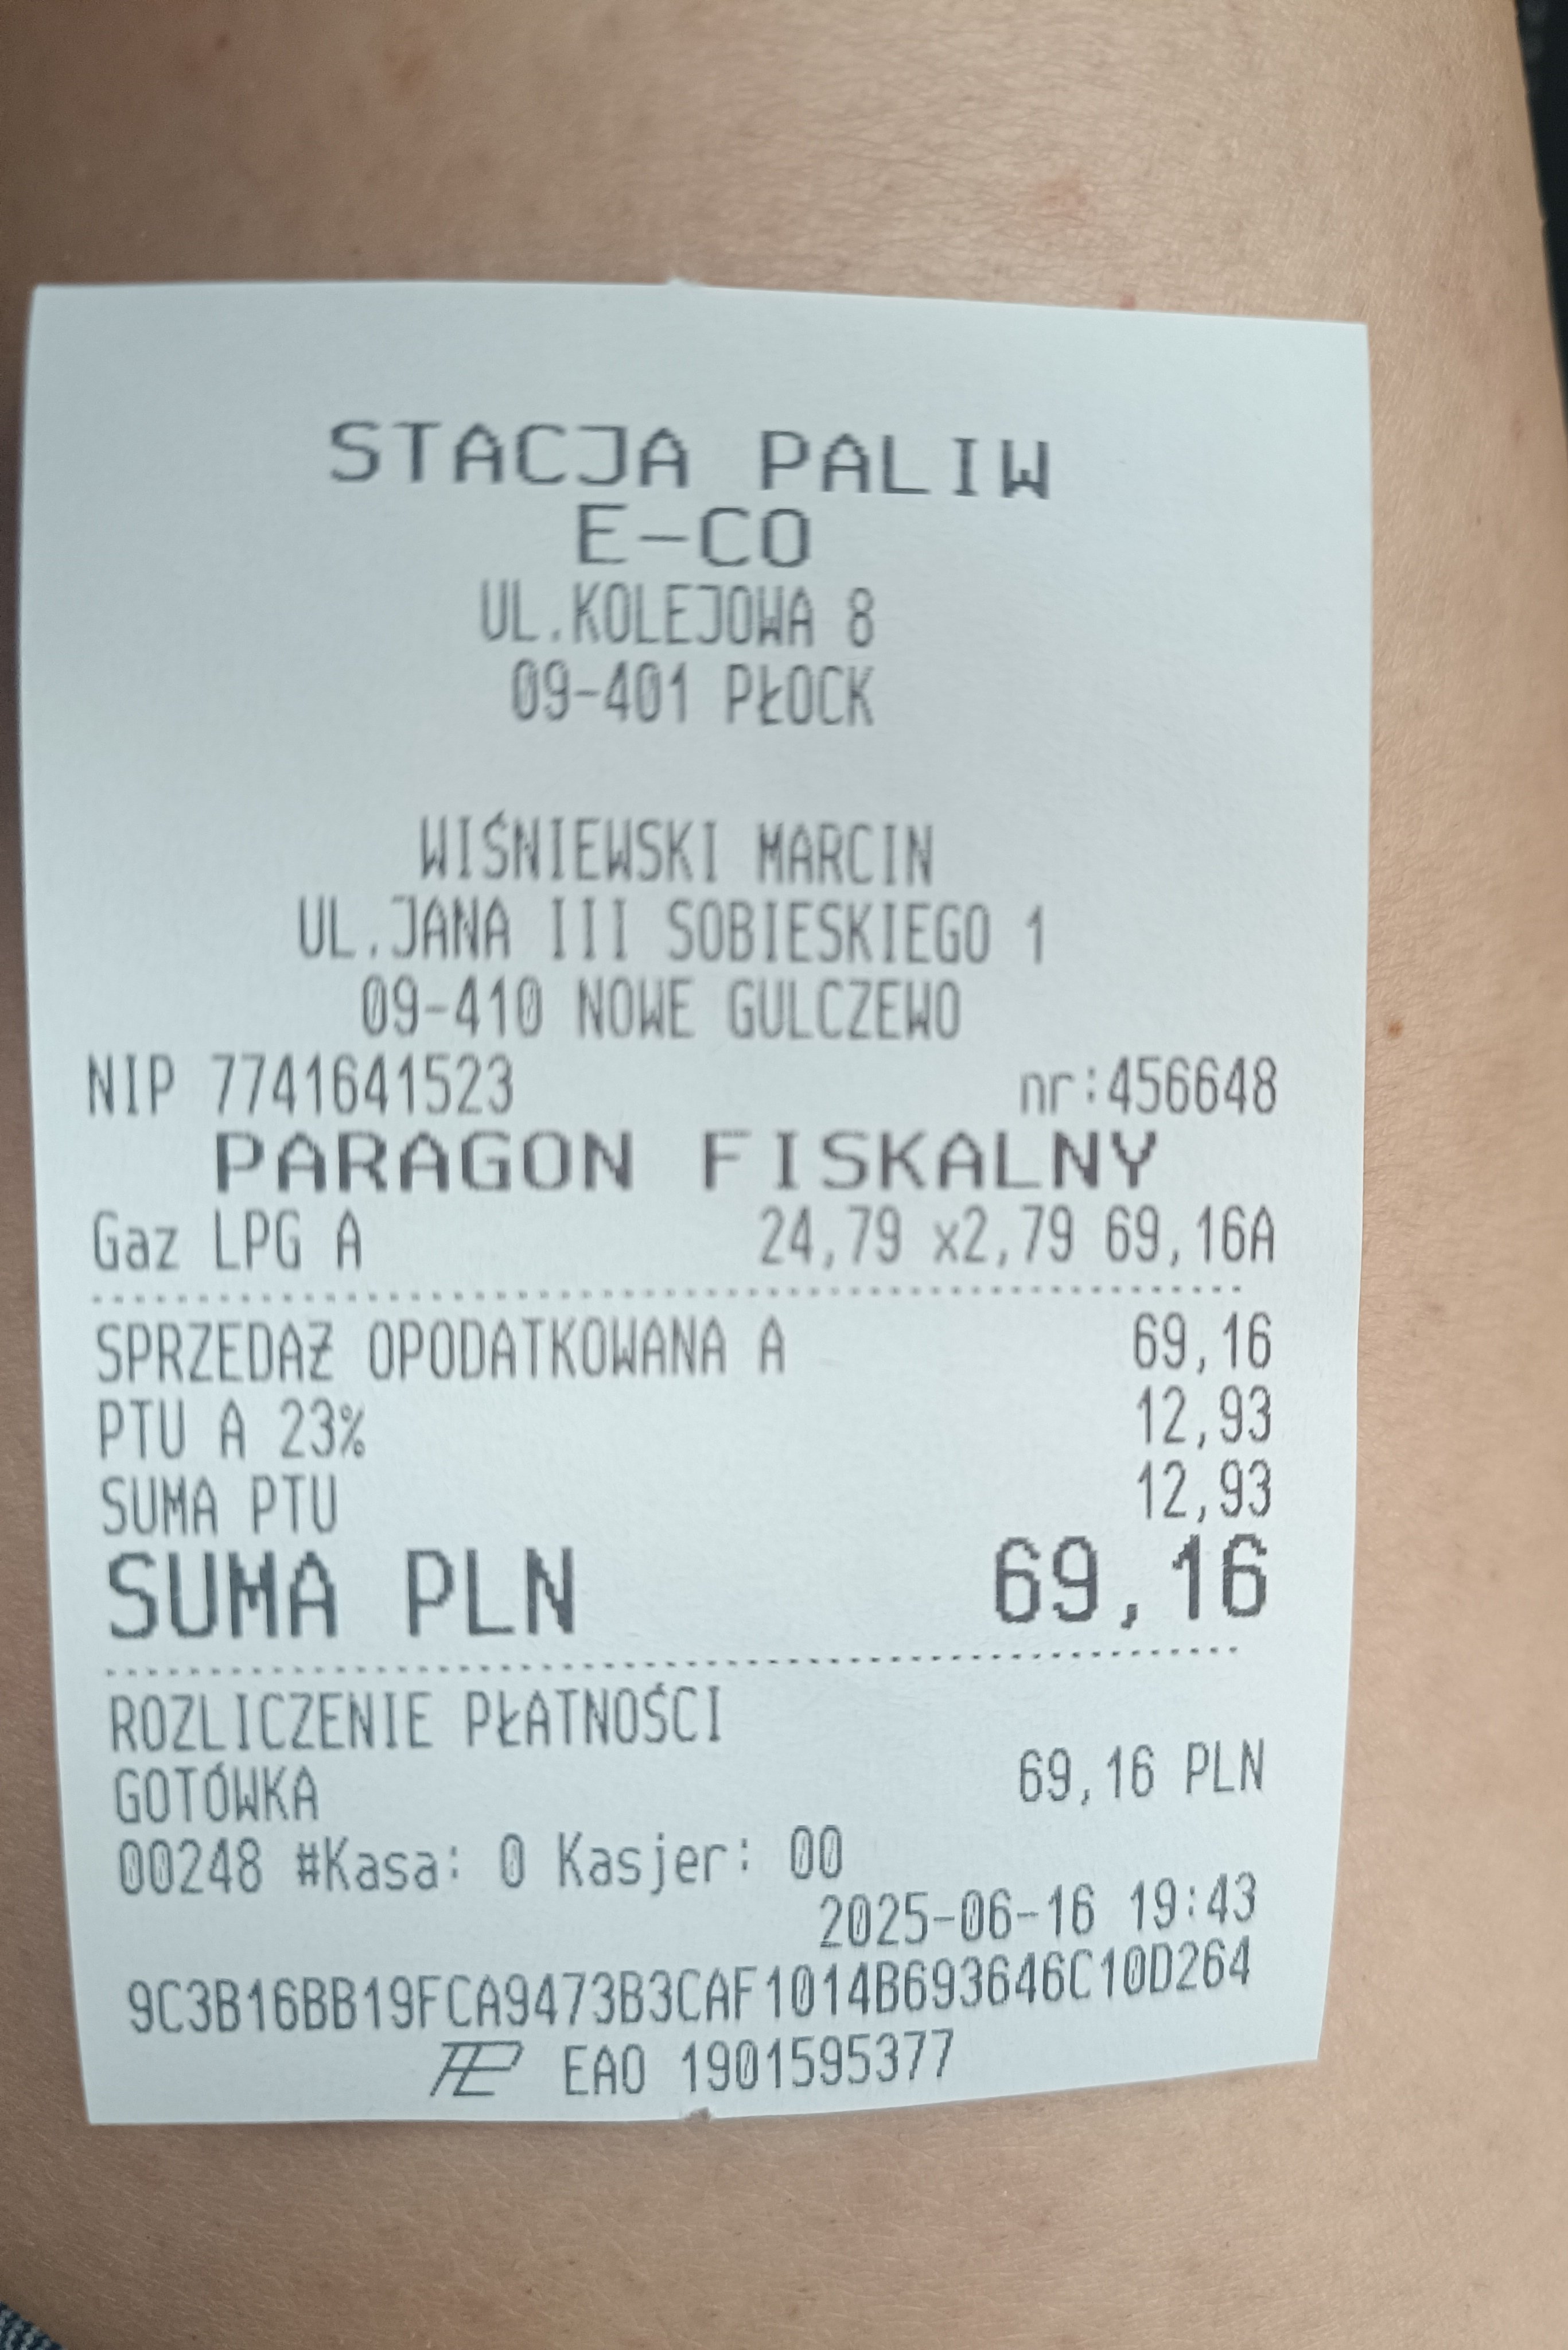 STACJA PALIW
E-CO
UL.KOLEJOWA 8
09-401 PŁOCK
WIŚNIEWSKI MARCIN
UL.JANA III SOBIESKIEGO 1
09-410 NOWE GULCZEWO
NIP 7741641523 nr:456648
PARAGON FISKALNY
Gaz LPG A 24,79 x2,79 69,16A
SPRZEDAŻ OPODATKOWANA A 69,16
PTU A 23% 12,93
SUMA PTU 12,93
SUMA PLN 69,16
ROZLICZENIE PŁATNOŚCI
GOTÓWKA 69,16 PLN
00248 #Kasa: 0 Kasjer: 00
2025-06-16 19:43
9C3B16BB19FCA9473B3CAF1014B693646C10D264
EAO 1901595377